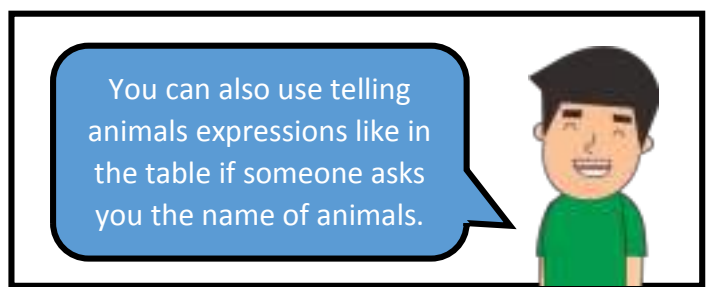 You can also use telling
animals expressions like in
the table if someone asks
you the name of animals.